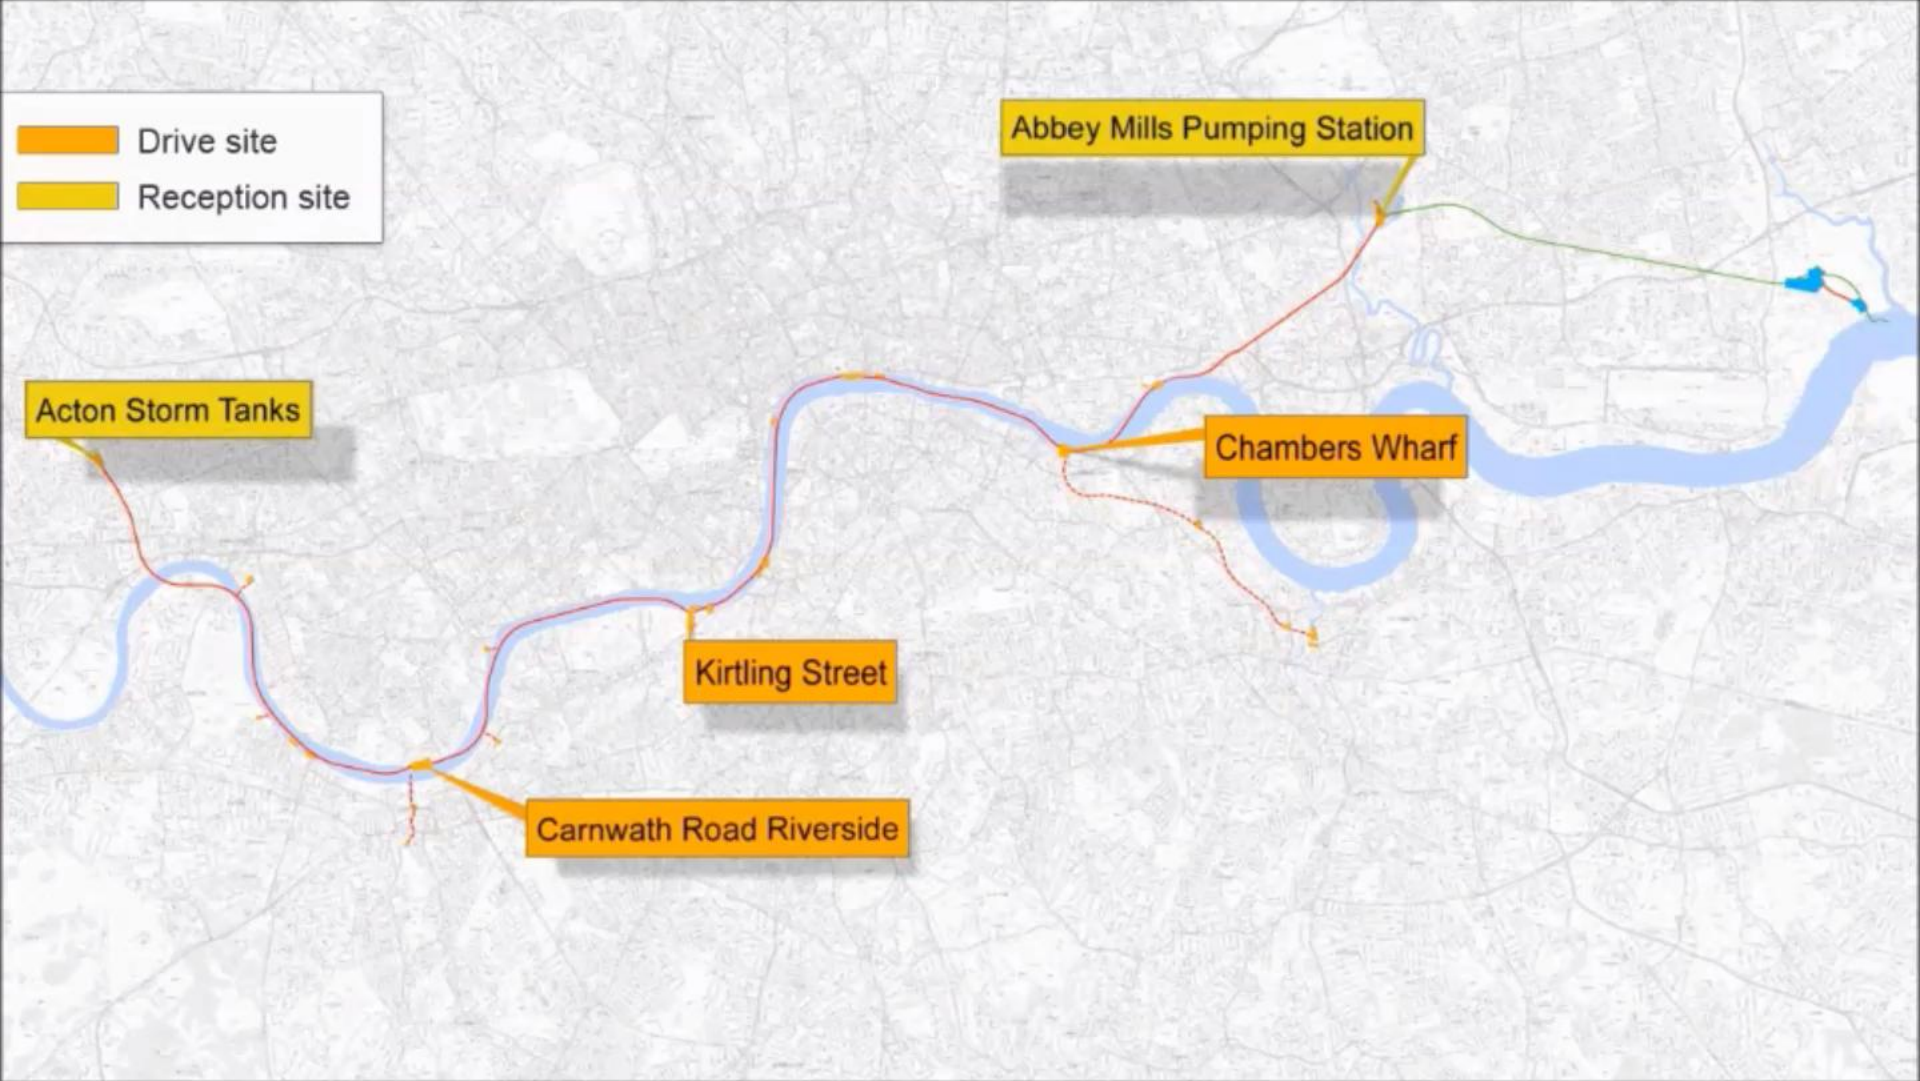 Drive site
Reception site
Abbey Mills Pumping Station
Acton Storm Tanks
Chambers Wharf
Kirtling Street
Carnwath Road Riverside